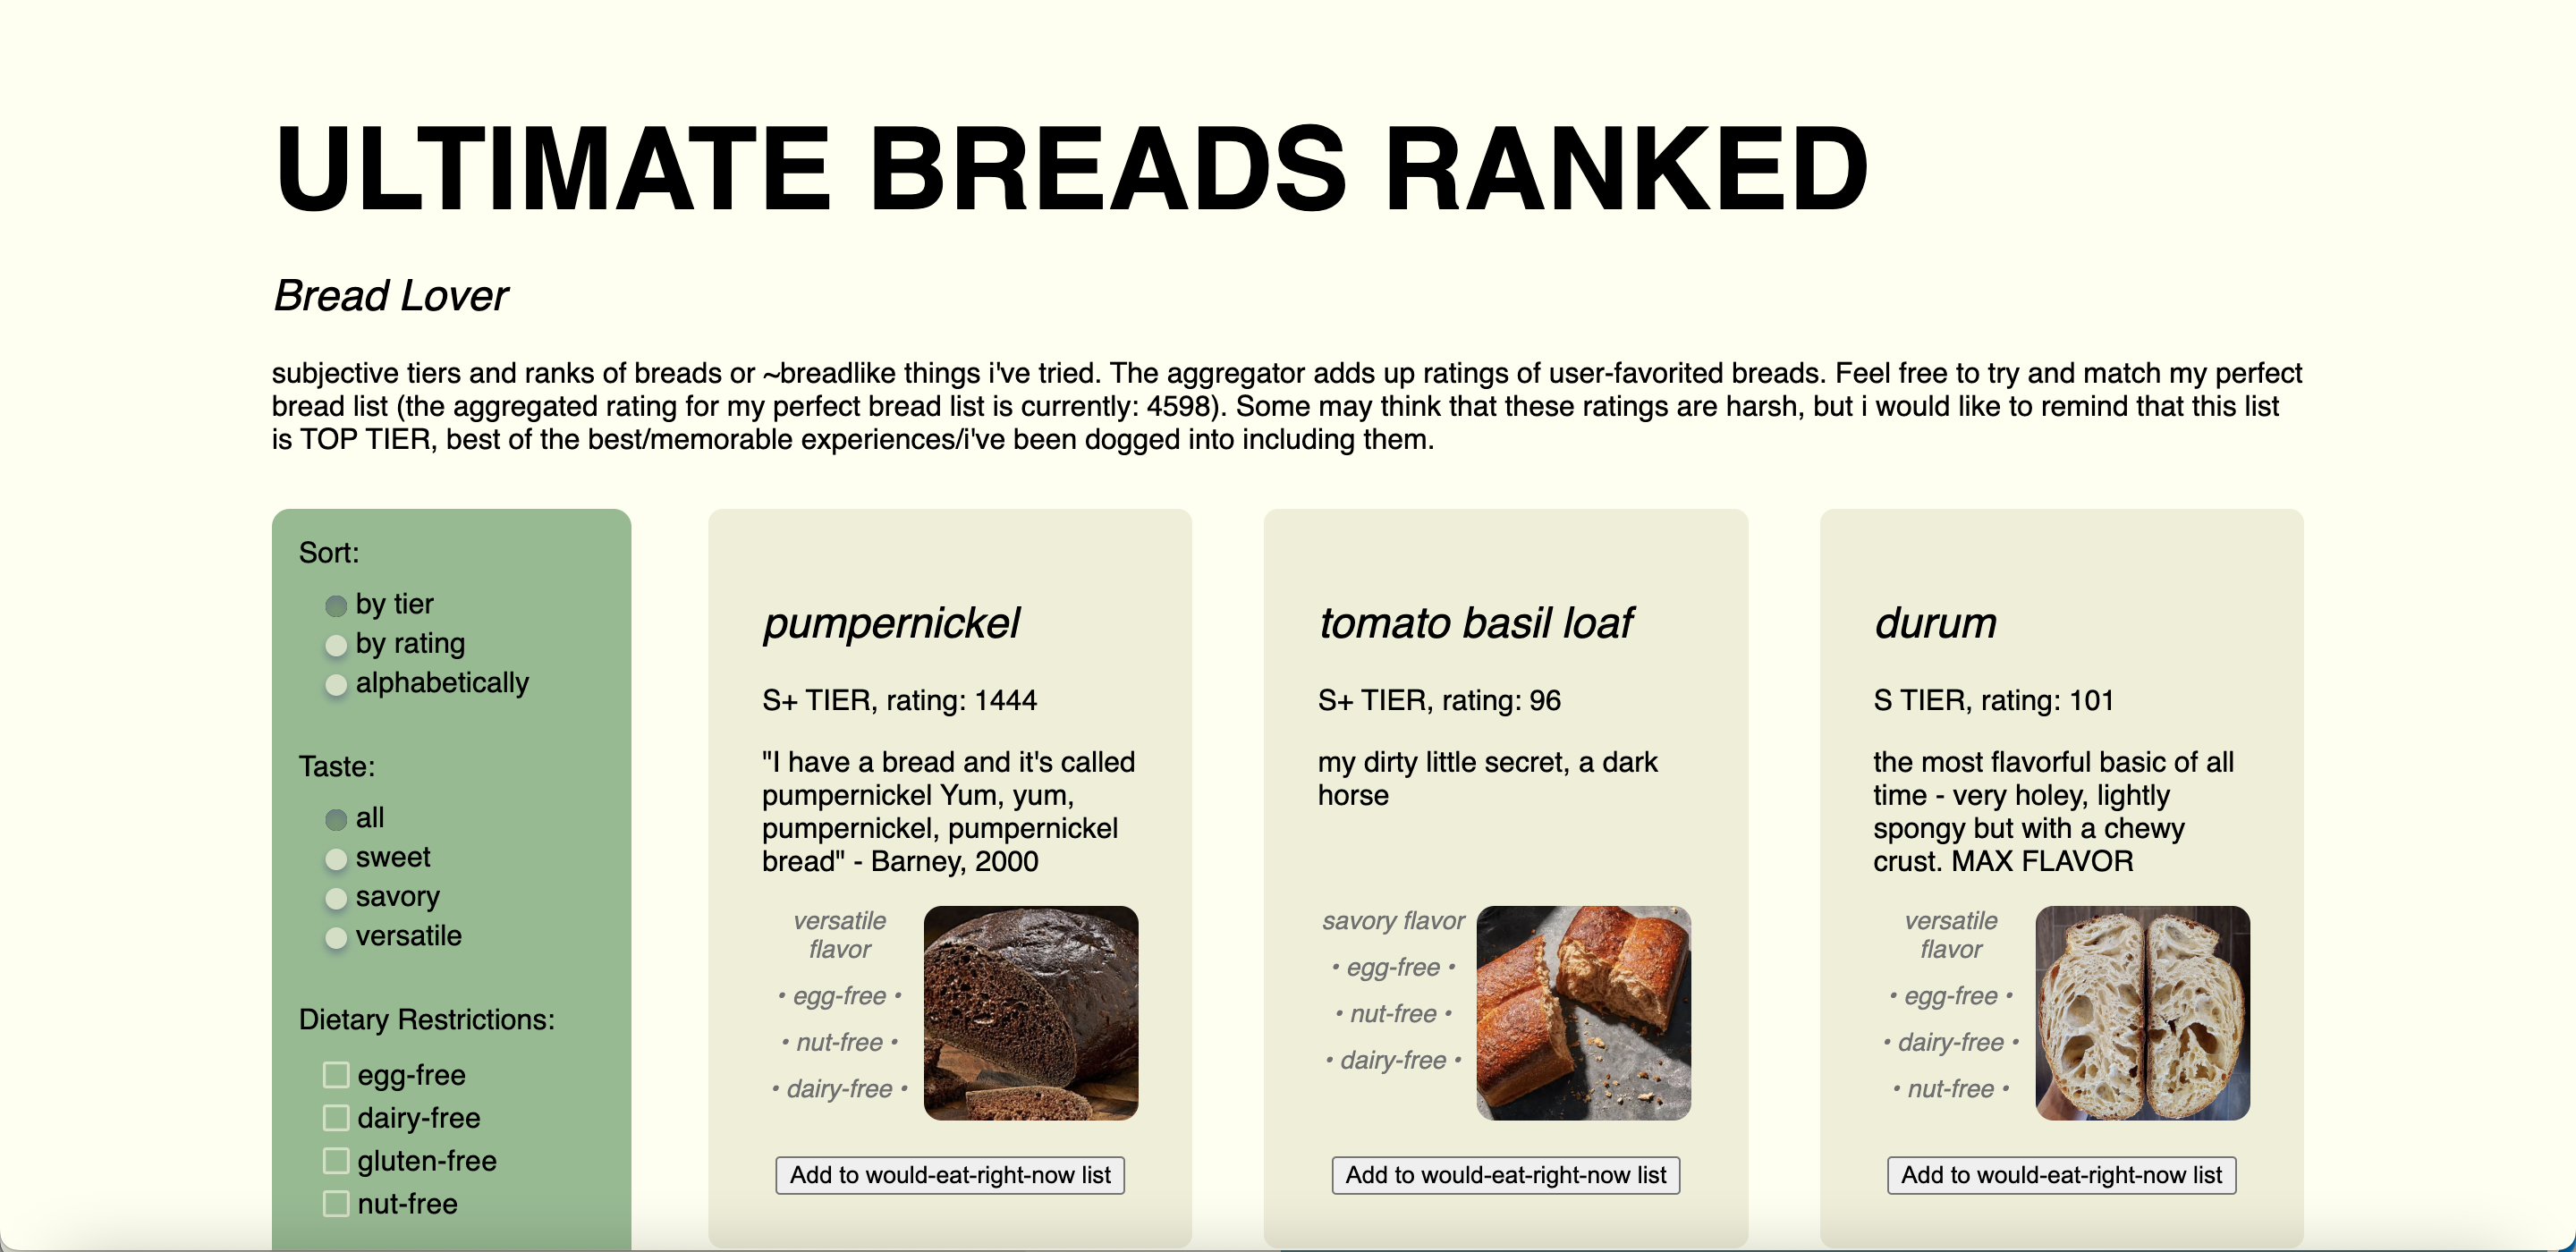 ULTIMATE BREADS RANKED
Bread Lover
subjective tiers and ranks of breads or ~breadlike things i've tried. The aggregator adds up ratings of user-favorited breads. Feel free to try and match my perfect
bread list (the aggregated rating for my perfect bread list is currently: 4598). Some may think that these ratings are harsh, but i would like to remind that this list
is TOP TIER, best of the best/memorable experiences/i've been dogged into including them.
Sort:
by tier
by rating
alphabetically
Taste:
all
sweet
savory
versatile
Dietary Restrictions:
egg-free
dairy-free
gluten-free
nut-free
pumpernickel
S+ TIER, rating: 1444
"I have a bread and it's called
pumpernickel Yum, yum,
pumpernickel, pumpernickel
bread" - Barney, 2000
versatile
flavor
• egg-free •
• nut-free •
• dairy-free •
Add to would-eat-right-now list
tomato basil loaf
S+ TIER, rating: 96
my dirty little secret, a dark
horse
savory flavor
• egg-free •
• nut-free •
• dairy-free •
Add to would-eat-right-now list
durum
S TIER, rating: 101
the most flavorful basic of all
time - very holey, lightly
spongy but with a chewy
crust. MAX FLAVOR
versatile
flavor
• egg-free •
• dairy-free •
• nut-free •
Add to would-eat-right-now list